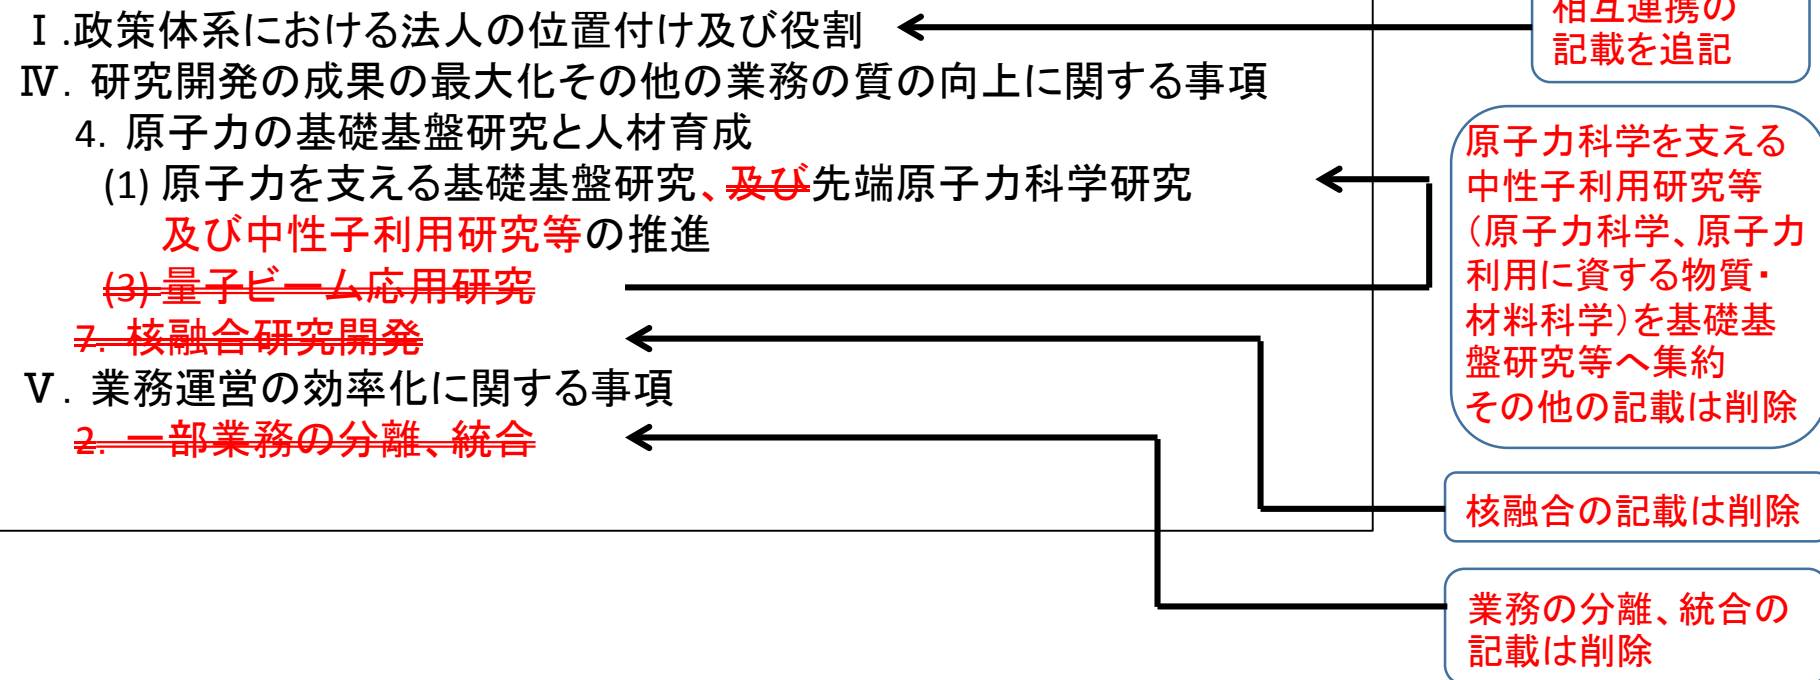 Ⅰ.政策体系における法人の位置付け及び役割
Ⅳ. 研究開発の成果の最大化その他の業務の質の向上に関する事項
4. 原子力の基礎基盤研究と人材育成
(1) 原子力を支える基礎基盤研究、及び先端原子力科学研究
及び中性子利用研究等の推進
(3) 量子ビーム応用研究
7. 核融合研究開発
Ⅴ. 業務運営の効率化に関する事項
2. 一部業務の分離、統合
相互連携の
記載を追記
原子力科学を支える
中性子利用研究等
（原子力科学、原子力
利用に資する物質・
材料科学）を基礎基
盤研究等へ集約
その他の記載は削除
核融合の記載は削除
業務の分離、統合の
記載は削除